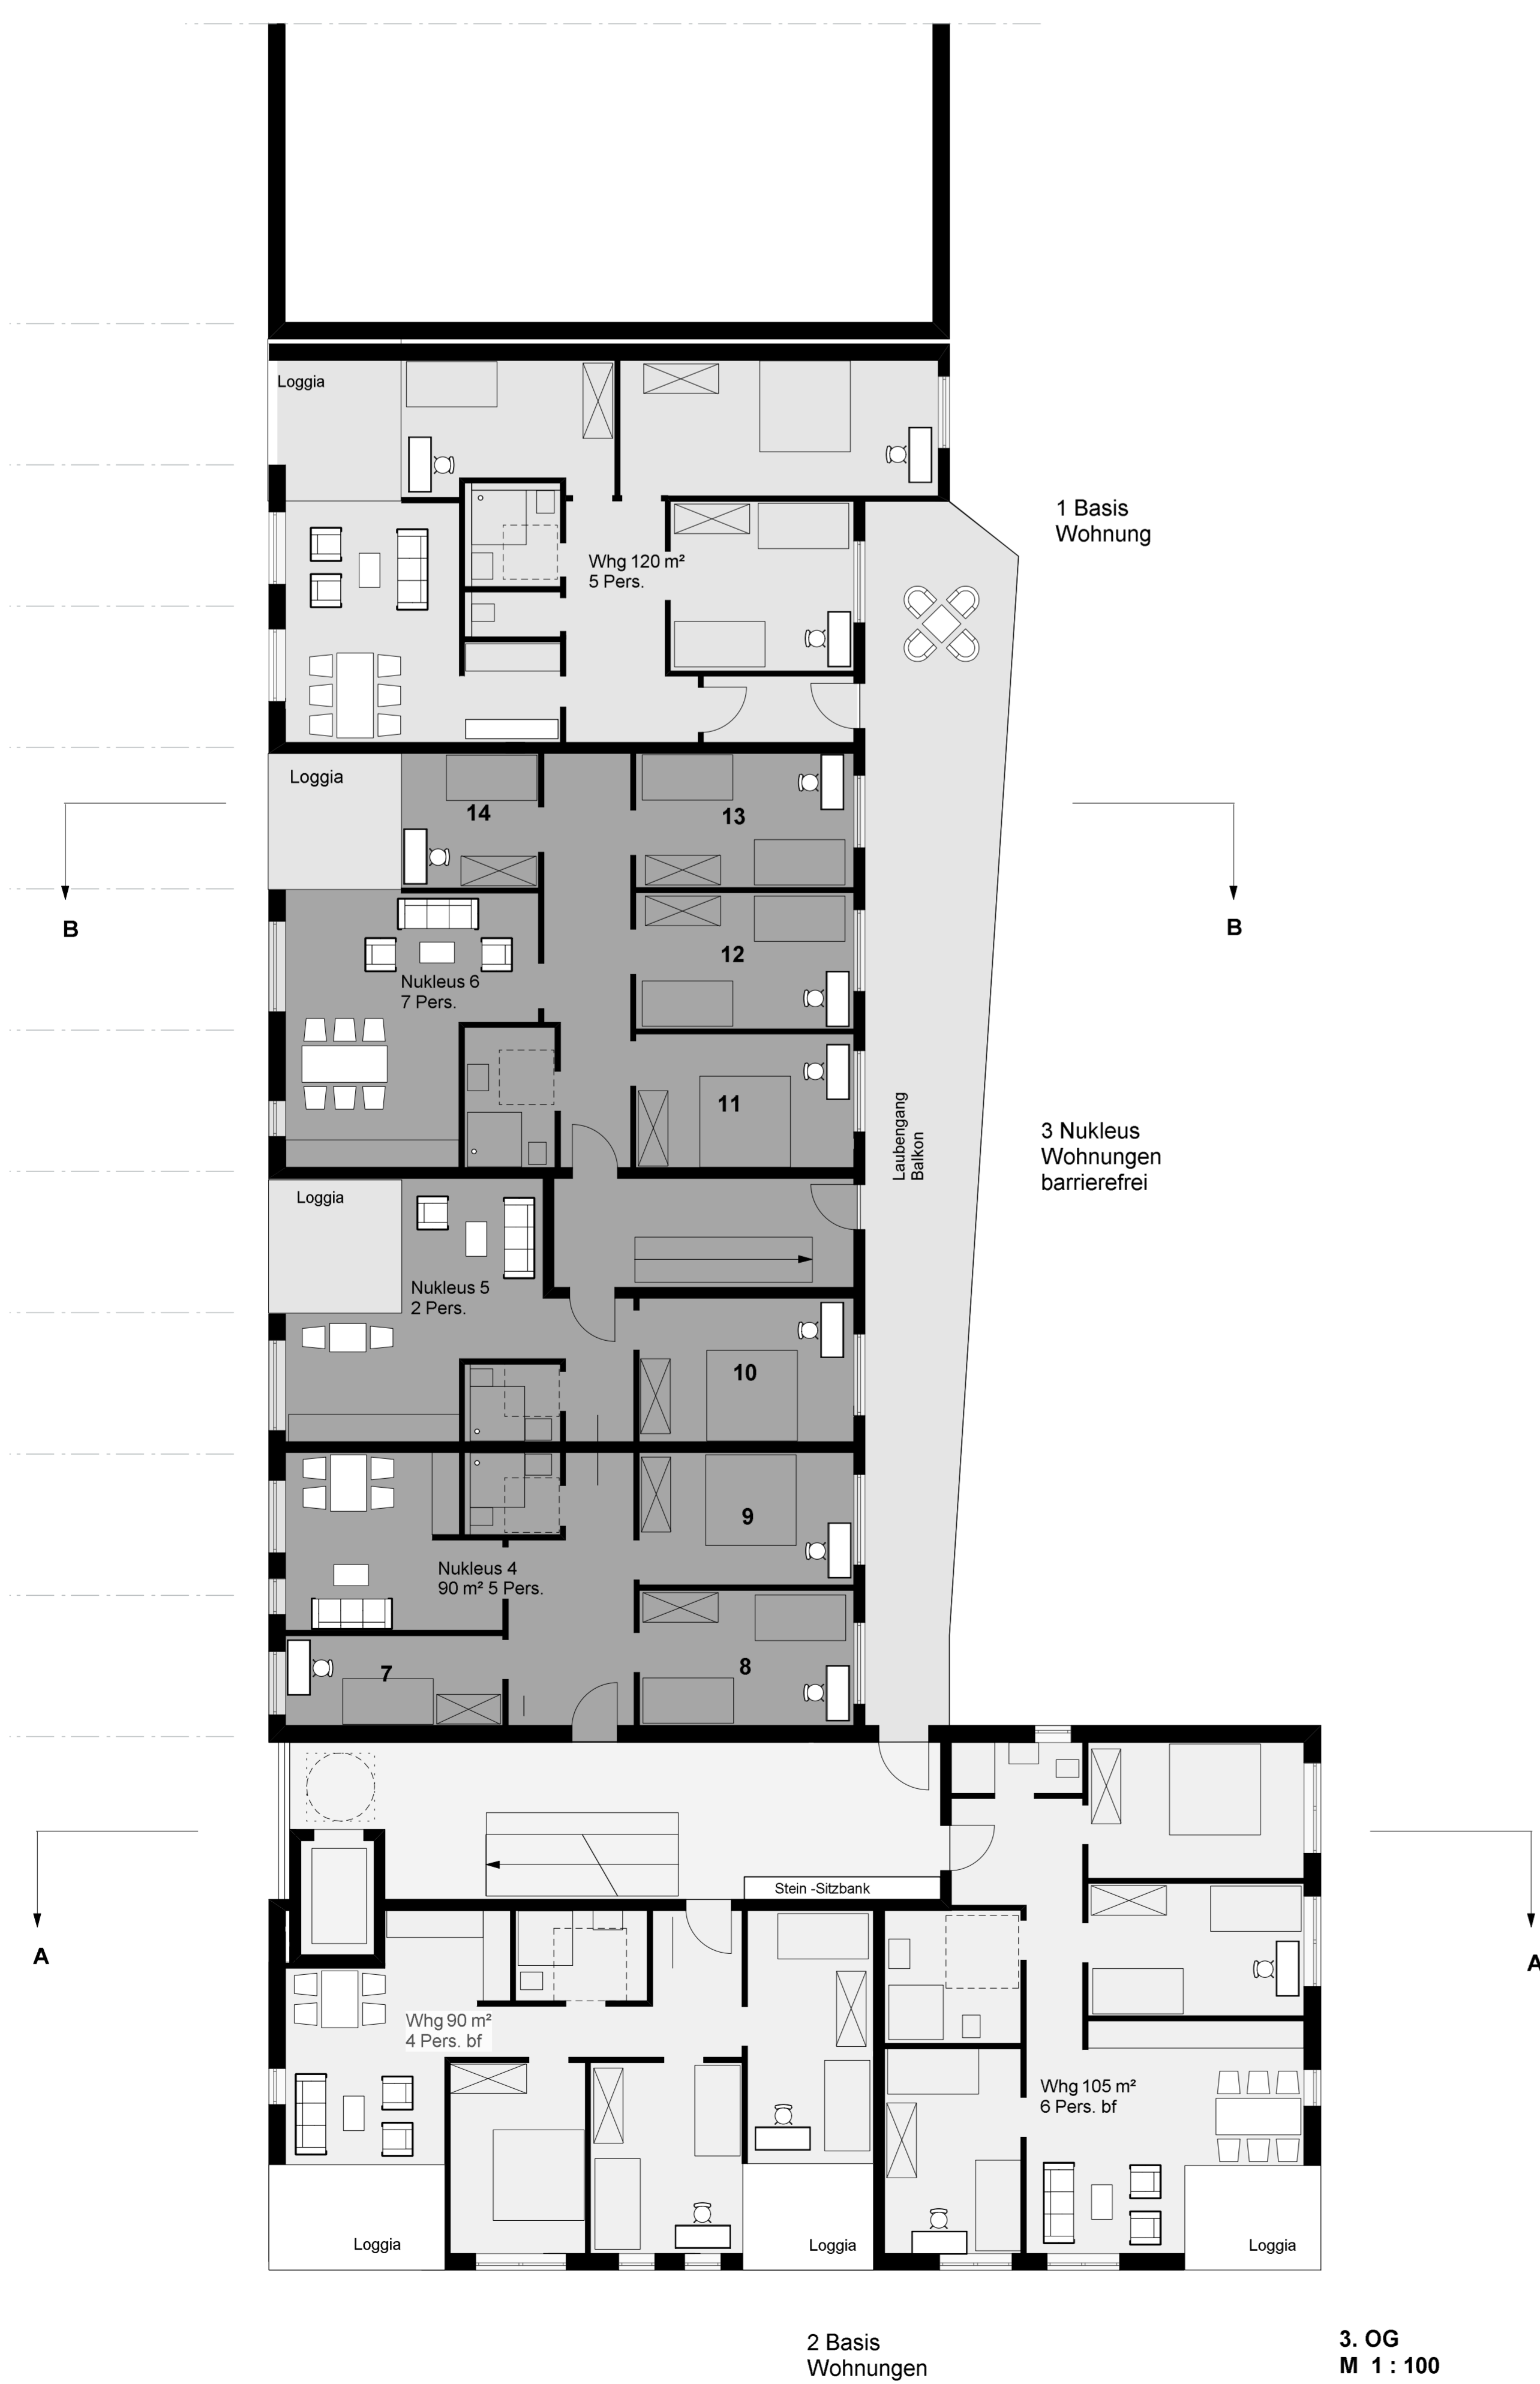 Loggia
1 Basis
Wohnung
Whg 120 m²
5 Pers.
Loggia
14
13
B
B
12
Nukleus 6
7 Pers.
11
Laubengang
Balkon
3 Nukleus
Wohnungen
barrierefrei
Loggia
Nukleus 5
2 Pers.
10
9
Nukleus 4
90 m² 5 Pers.
7
8
Stein -Sitzbank
A
A
Whg 90 m²
4 Pers. bf
Whg 105 m²
6 Pers. bf
Loggia
Loggia
Loggia
2 Basis
Wohnungen
3. OG
M 1 : 100